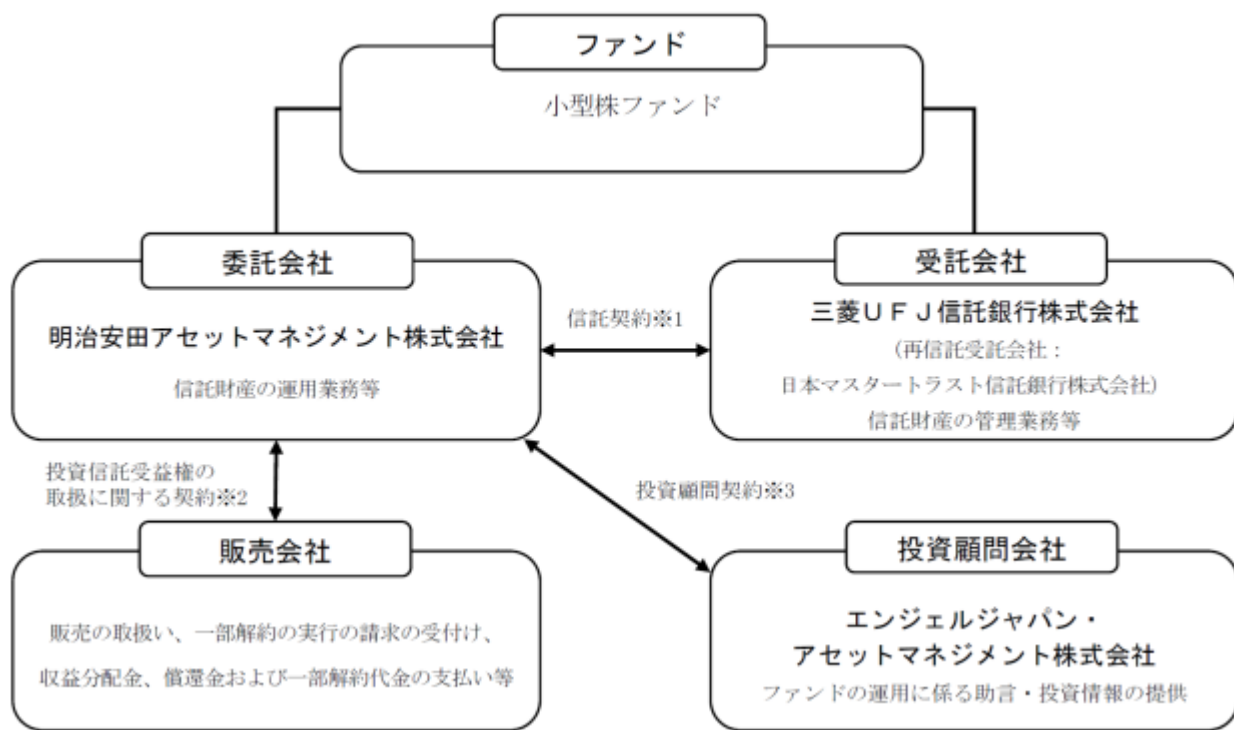 ファンド
小型株ファンド
委託会社
明治安田アセットマネジメント株式会社
信託財産の運用業務等
信託契約※1
受託会社
三菱UFJ信託銀行株式会社
(再信託受託会社:
日本マスタートラスト信託銀行株式会社)
信託財産の管理業務等
投資信託受益権の
取扱に関する契約※2
投資顧問契約※3
販売会社
販売の取扱い、一部解約の実行の請求の受付け、
収益分配金、償還金および一部解約代金の支払い等
投資顧問会社
エンジェルジャパン・
アセットマネジメント株式会社
ファンドの運用に係る助言・投資情報の提供